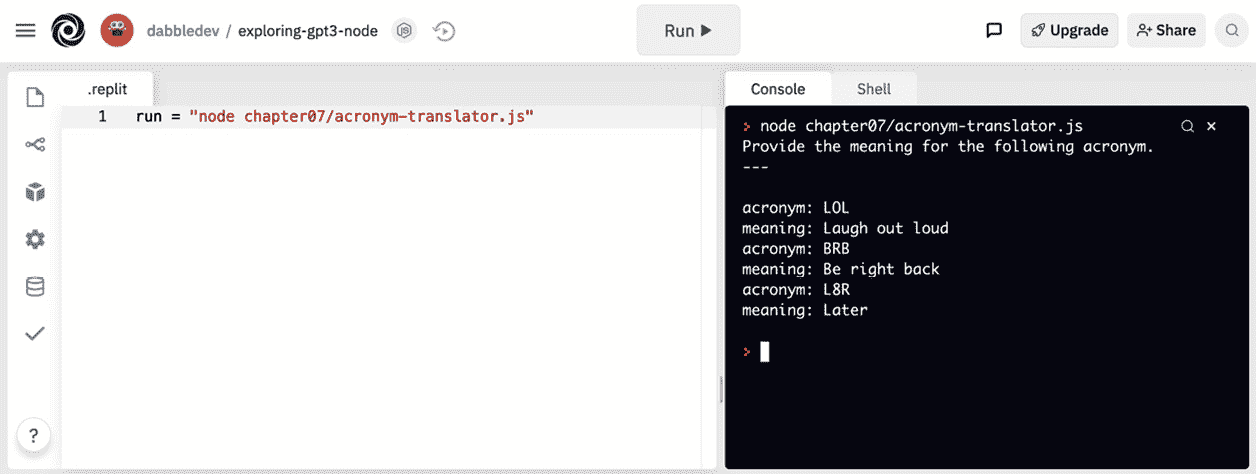 dabbledev / exploring-gpt3-node
Run
Upgrade
Share
.replit
1 run = "node chapter07/acronym-translator.js"
?
Console Shell
> node chapter07/acronym-translator.js
Provide the meaning for the following acronym.
---
acronym: LOL
meaning: Laugh out loud
acronym: BRB
meaning: Be right back
acronym: L8R
meaning: Later
>